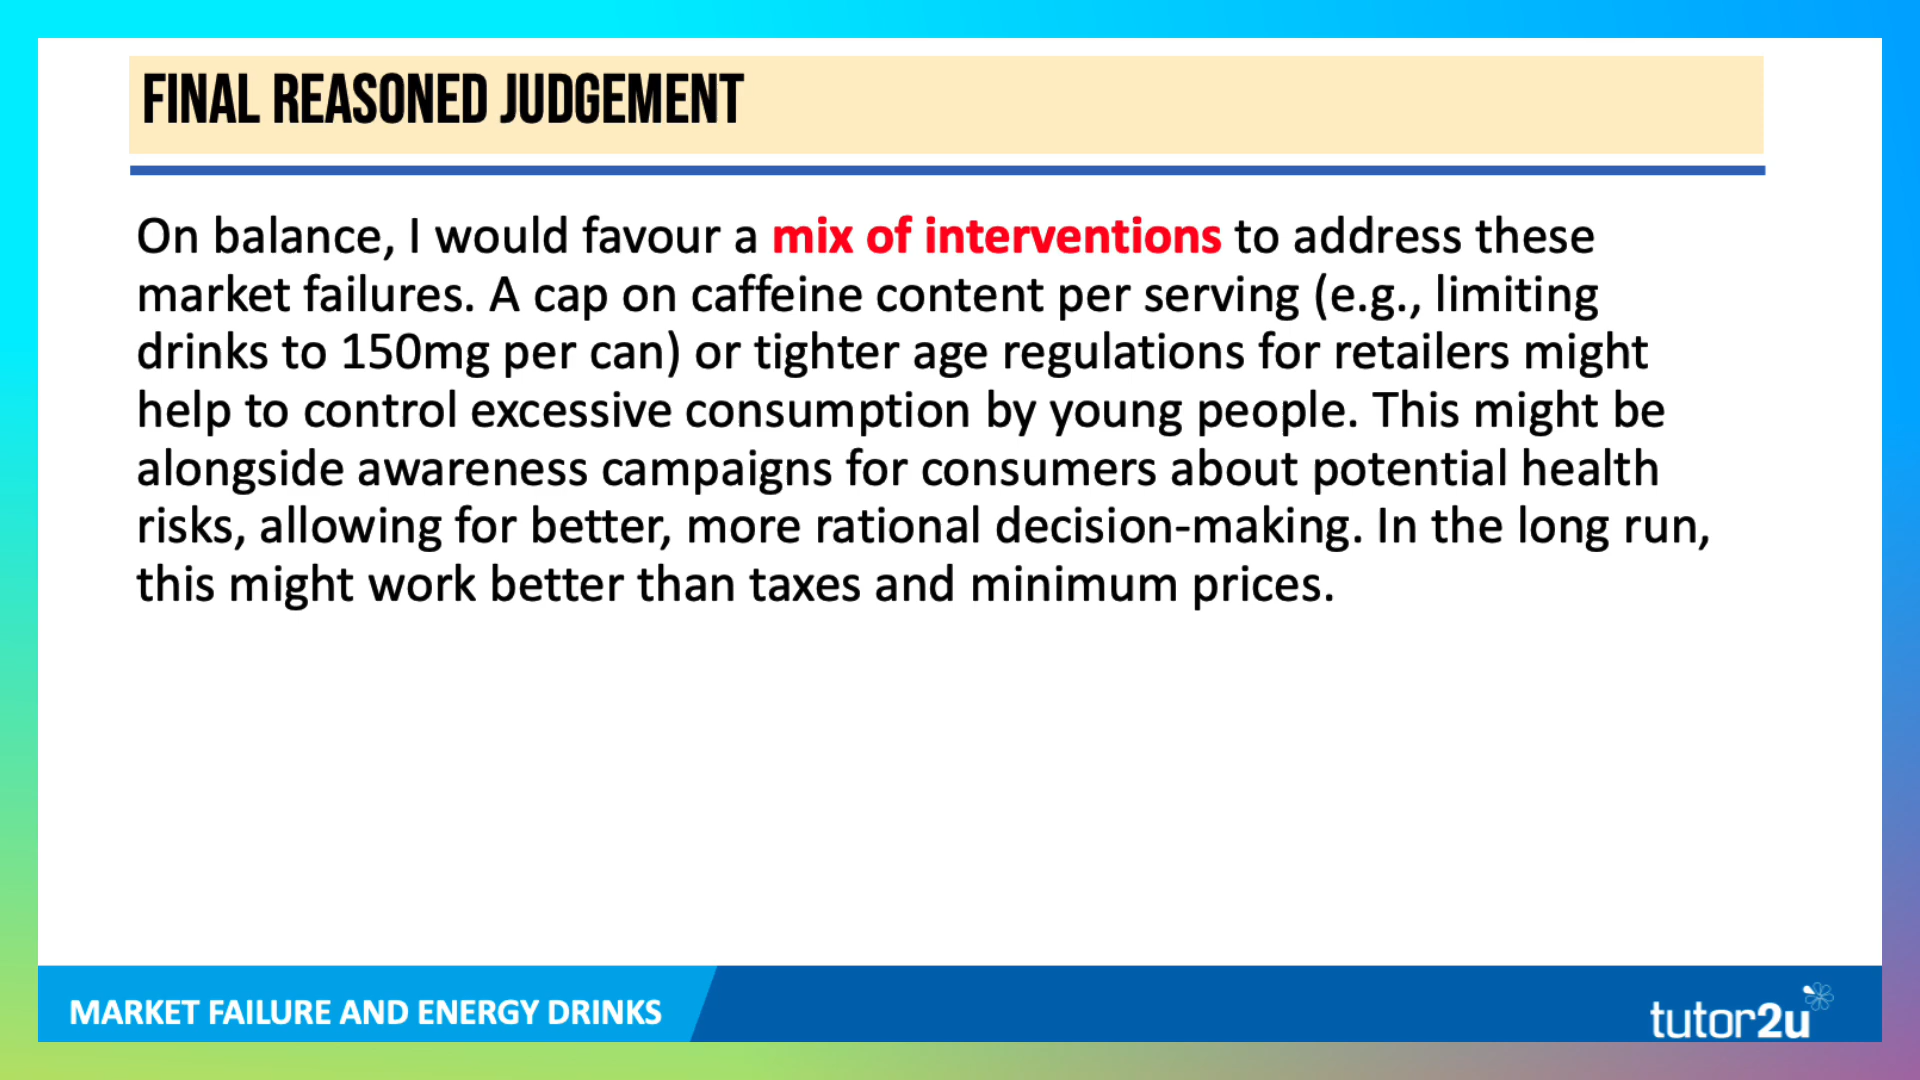 FINAL REASONED JUDGEMENT
On balance, I would favour a mix of interventions to address these
market failures. A cap on caffeine content per serving (e.g., limiting
drinks to 150mg per can) or tighter age regulations for retailers might
help to control excessive consumption by young people. This might be
alongside awareness campaigns for consumers about potential health
risks, allowing for better, more rational decision-making. In the long run,
this might work better than taxes and minimum prices.
MARKET FAILURE AND ENERGY DRINKS
tutor2u